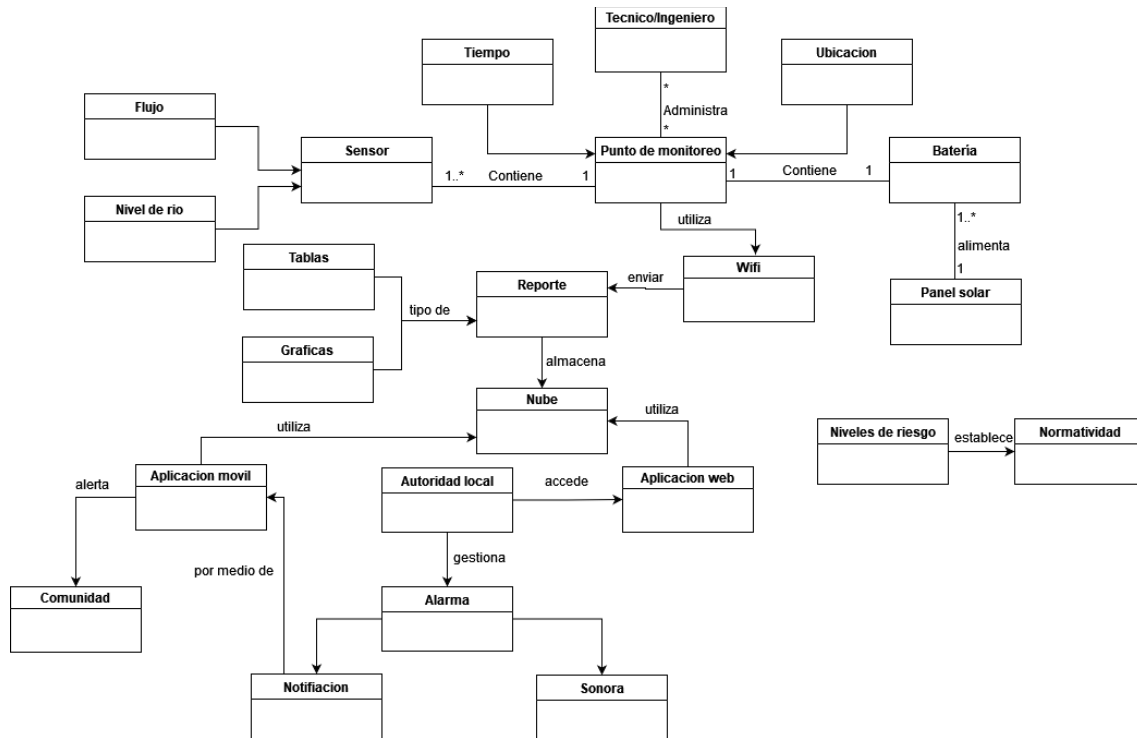 Tecnico/Ingeniero
Tiempo
Ubicacion
*
Administra
*
Flujo
Sensor
Punto de monitoreo
Batería
1..*
Contiene
1
1
Contiene
1
Nivel de rio
utiliza
1..*
alimenta
1
Tablas
Wifi
Reporte
enviar
Panel solar
tipo de
Graficas
almacena
Nube
utiliza
utiliza
Niveles de riesgo
establece
Normatividad
Aplicacion movil
Autoridad local
accede
Aplicacion web
alerta
gestiona
por medio de
Comunidad
Alarma
Notifiacion
Sonora